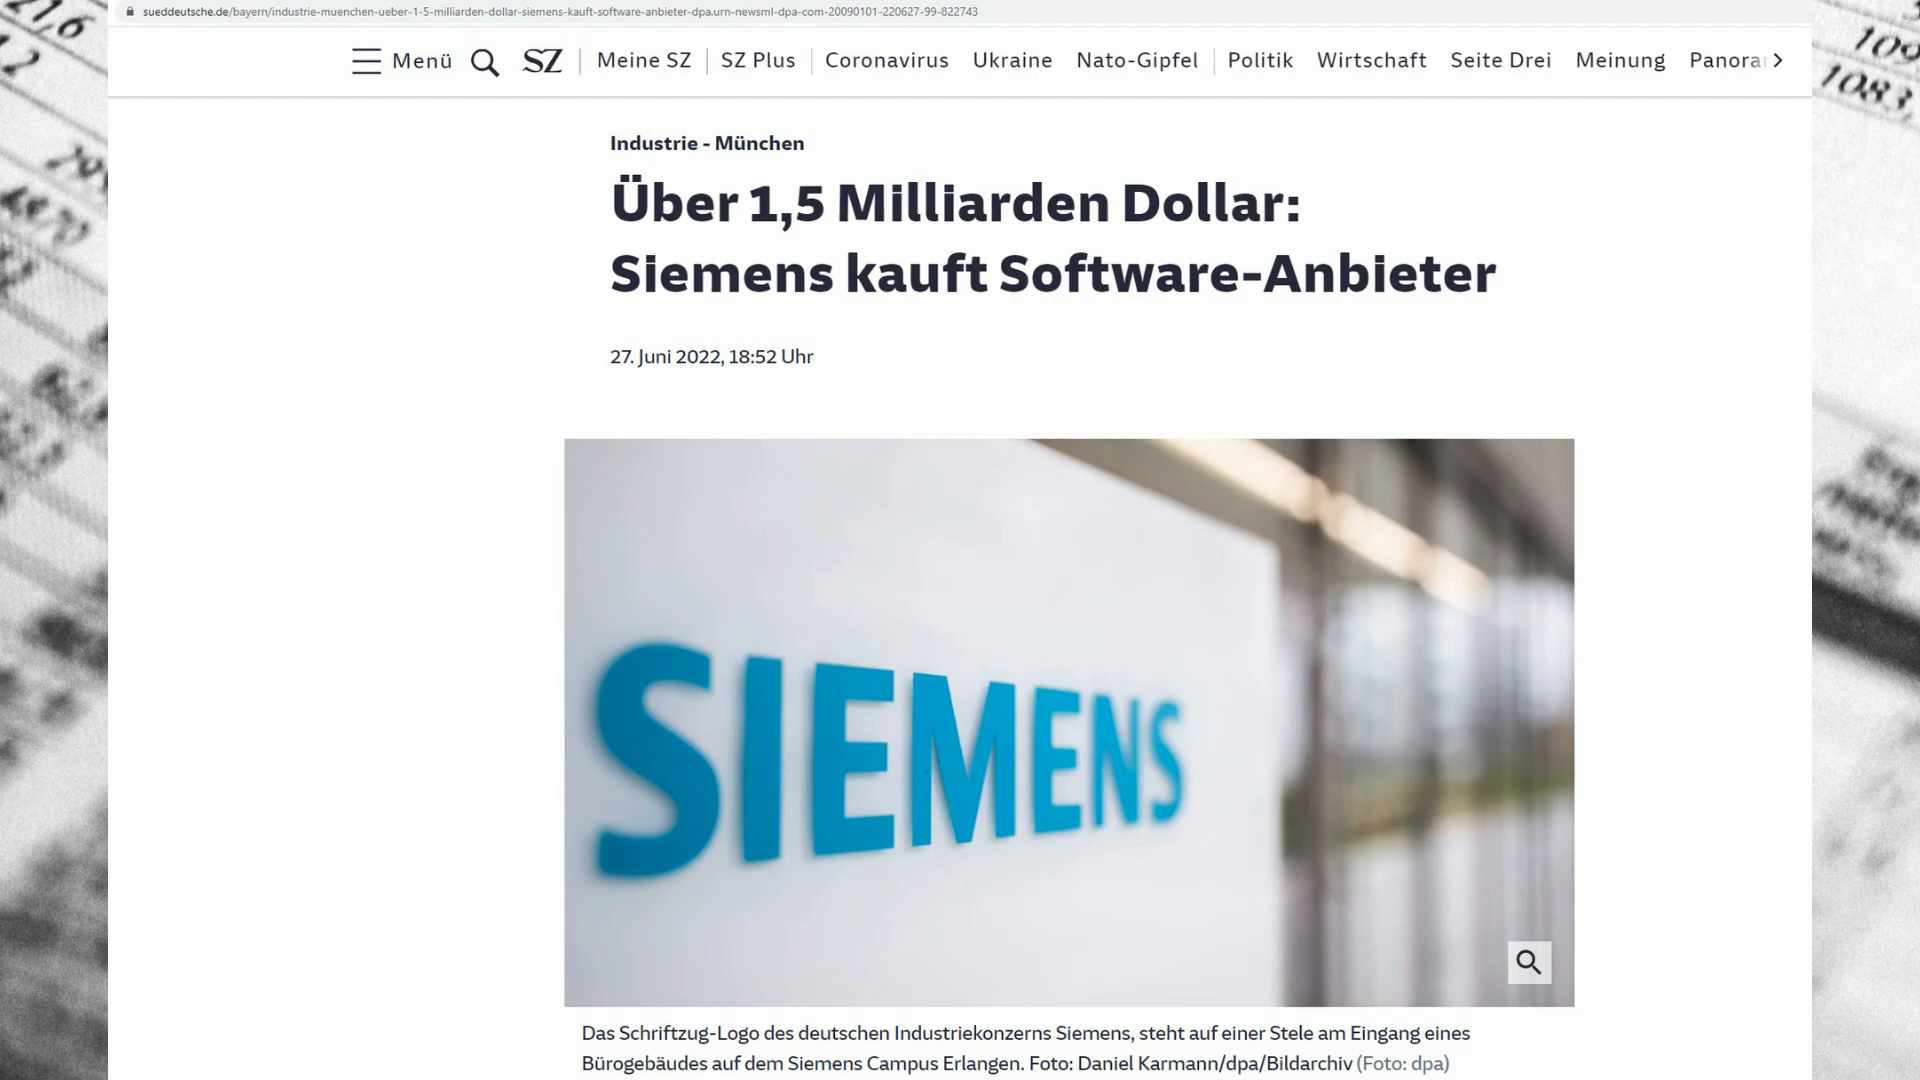 sueddeutsche.de/bayern/industrie-muenchen-ueber-1-5-milliarden-dollar-siemens-kauft-software-anbieter-dpa.urn-newsml-dpa-com-20090101-220627-99-822743
Menü SZ Meine SZ SZ Plus Coronavirus Ukraine Nato-Gipfel Politik Wirtschaft Seite Drei Meinung
Industrie - München
Über 1,5 Milliarden Dollar:
Siemens kauft Software-Anbieter
27. Juni 2022, 18:52 Uhr
SIEMENS
Das Schriftzug-Logo des deutschen Industriekonzerns Siemens, steht auf einer Stele am Eingang eines
Bürogebäudes auf dem Siemens Campus Erlangen. Foto: Daniel Karmann/dpa/Bildarchiv (Foto: dpa)